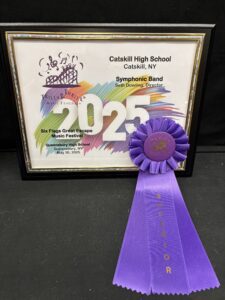 Catskill High School
Catskill, NY
Symphonic Band
Seth Dowling, Director
2025
Six Flags Great Escape
Music Festival
Queensbury High School
Queensbury, NY
May 30, 2025